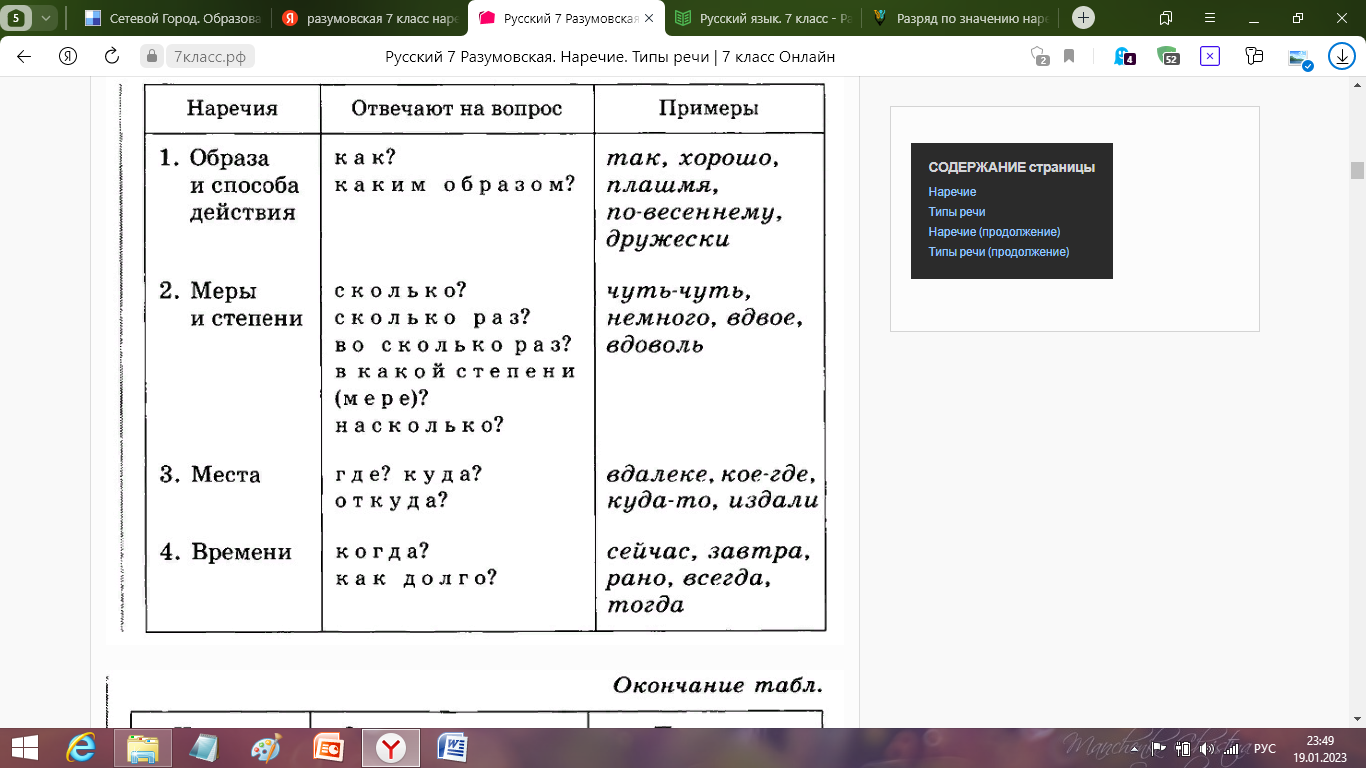 5
Сетевой Город. Образова
разумовская 7 класс наре
Русский 7 Разумовская
Русский язык. 7 класс - Ра
Разряд по значению наре
7класс.рф
Русский 7 Разумовская. Наречие. Типы речи | 7 класс Онлайн
2
4
52
Наречия
Отвечают на вопрос
Примеры
1. Образа
и способа
действия
как?
каким образом?
так, хорошо,
плашмя,
по-весеннему,
дружески
2. Меры
и степени
сколько?
сколько раз?
во сколько раз?
в какой степени
(мере)?
насколько?
чуть-чуть,
немного, вдвое,
вдоволь
3. Места
где? куда?
откуда?
вдалеке, кое-где,
куда-то, издали
4. Времени
когда?
как долго?
сейчас, завтра,
рано, всегда,
тогда
Окончание табл.
СОДЕРЖАНИЕ страницы
Наречие
Типы речи
Наречие (продолжение)
Типы речи (продолжение)
РУС
23:49
19.01.2023